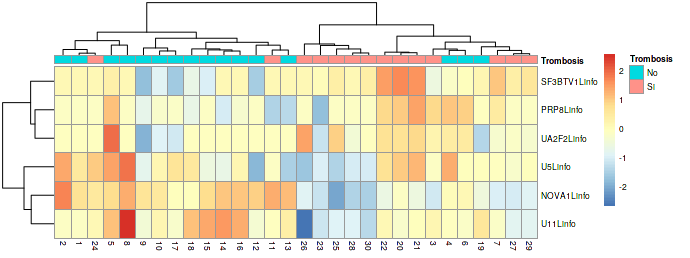 Trombosis
SF3BTV1Linfo
PRP8Linfo
UA2F2Linfo
U5Linfo
NOVA1Linfo
U11Linfo
2 1 24 5 8 9 10 17 18 15 14 16 12 11 13 26 23 25 28 30 22 20 21 3 4 6 19 7 27 29
2
1
0
-1
-2
Trombosis
No
SI